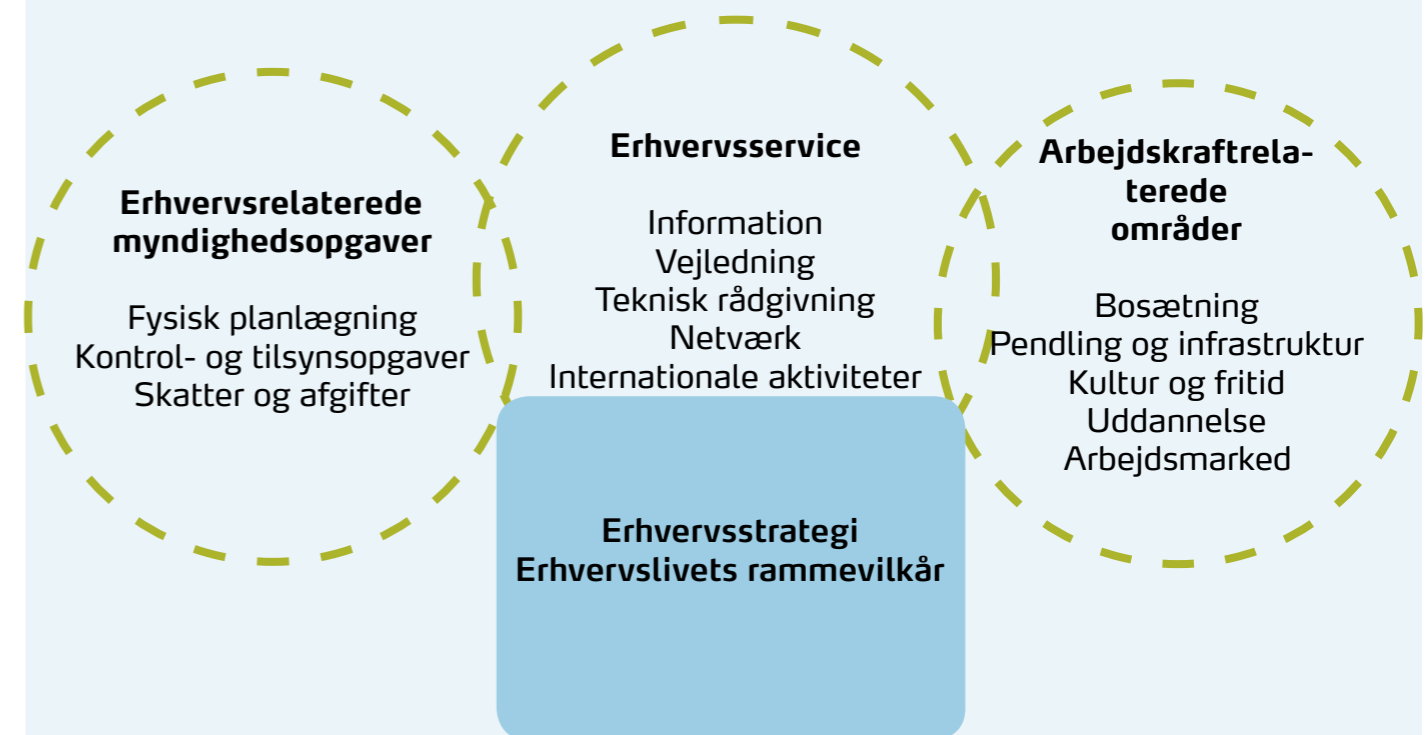 Erhvervsrelaterede
myndighedsopgaver
Fysisk planlægning
Kontrol- og tilsynsopgaver
Skatter og afgifter
Erhvervsservice
Information
Vejledning
Teknisk rådgivning
Netværk
Internationale aktiviteter
Arbejdskraftrela-
terede
områder
Bosætning
Pendling og infrastruktur
Kultur og fritid
Uddannelse
Arbejdsmarked
Erhvervsstrategi
Erhvervslivets rammevilkår